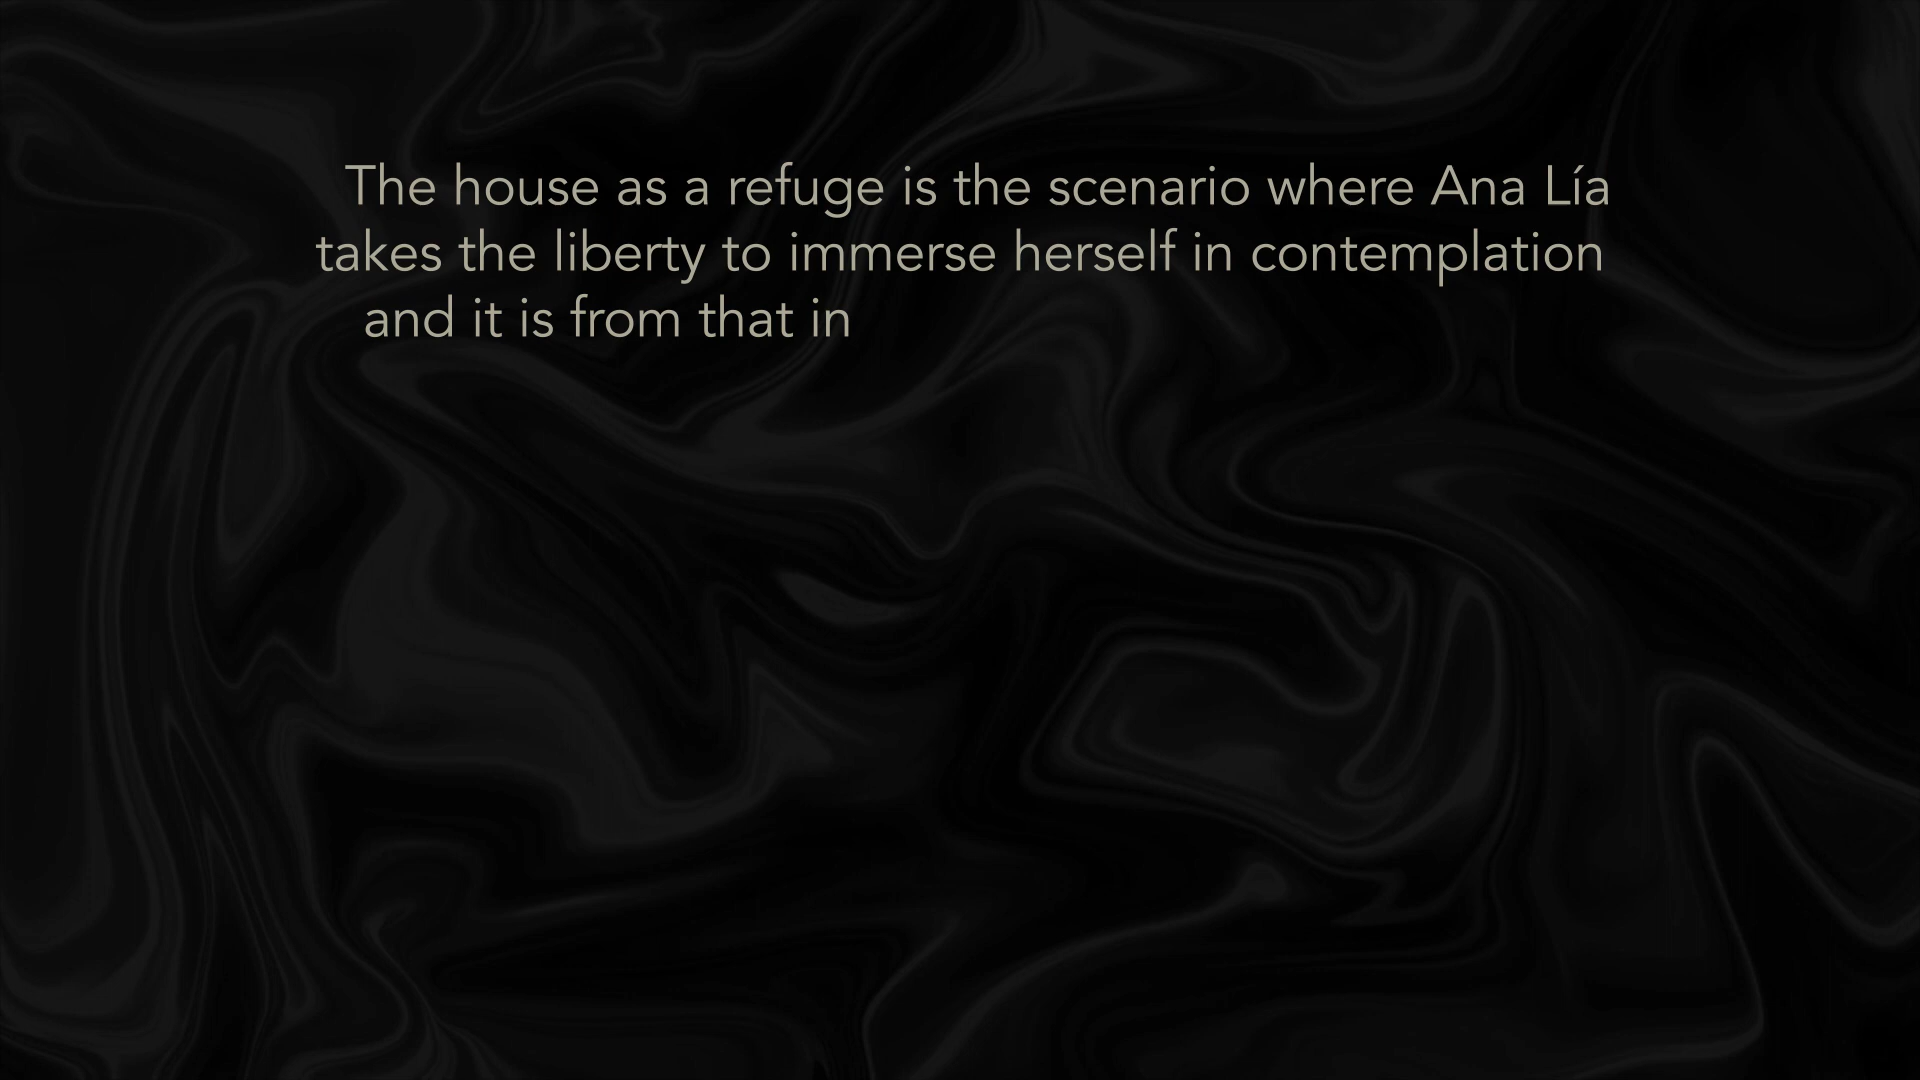 The house as a refuge is the scenario where Ana Lía
takes the liberty to immerse herself in contemplation
and it is from that in